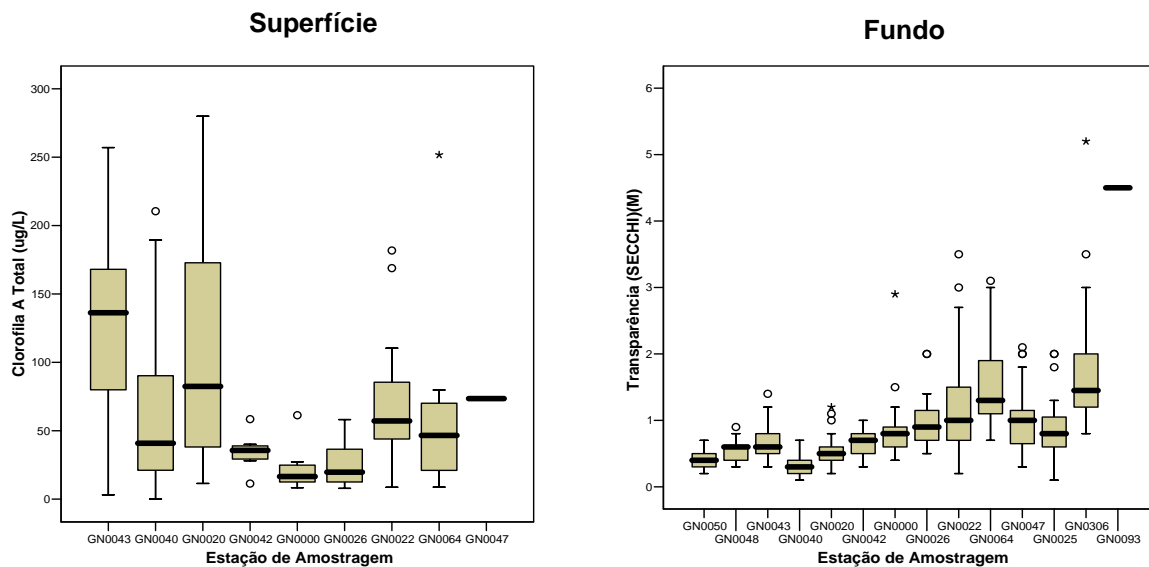 Superfície
300
250
200
150
100
50
0
Clorofila A Total (ug/L)
GN0043 GN0040 GN0020 GN0042 GN0000 GN0026 GN0022 GN0064 GN0047
Estação de Amostragem
Fundo
6
5
4
3
2
1
0
Transparência (SECCHI)(M)
GN0050 GN0043 GN0020 GN0000 GN0022 GN0047 GN0306
GN0048 GN0040 GN0042 GN0026 GN0064 GN0025 GN0093
Estação de Amostragem